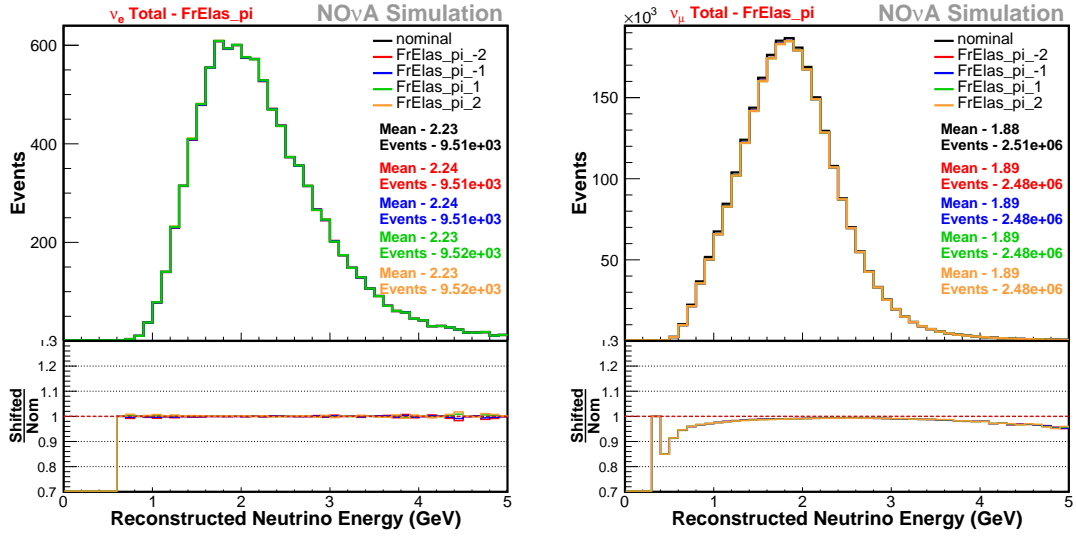 νe Total - FrElas_pi
NOνA Simulation
nominal
FrElas_pi_-2
FrElas_pi_-1
FrElas_pi_1
FrElas_pi_2
Mean - 2.23
Events - 9.51e+03
Mean - 2.24
Events - 9.51e+03
Mean - 2.24
Events - 9.51e+03
Mean - 2.23
Events - 9.52e+03
Mean - 2.23
Events - 9.52e+03
Events
600
400
200
1.3
1.2
1.1
1.0
0.9
0.8
0.7
Shifted
Nom
0 1 2 3 4 5
Reconstructed Neutrino Energy (GeV)
×10³
νμ Total - FrElas_pi
NOνA Simulation
nominal
FrElas_pi_-2
FrElas_pi_-1
FrElas_pi_1
FrElas_pi_2
Mean - 1.88
Events - 2.51e+06
Mean - 1.89
Events - 2.48e+06
Mean - 1.89
Events - 2.48e+06
Mean - 1.89
Events - 2.48e+06
Mean - 1.89
Events - 2.48e+06
Events
150
100
50
1.3
1.2
1.1
1.0
0.9
0.8
0.7
Shifted
Nom
0 1 2 3 4 5
Reconstructed Neutrino Energy (GeV)